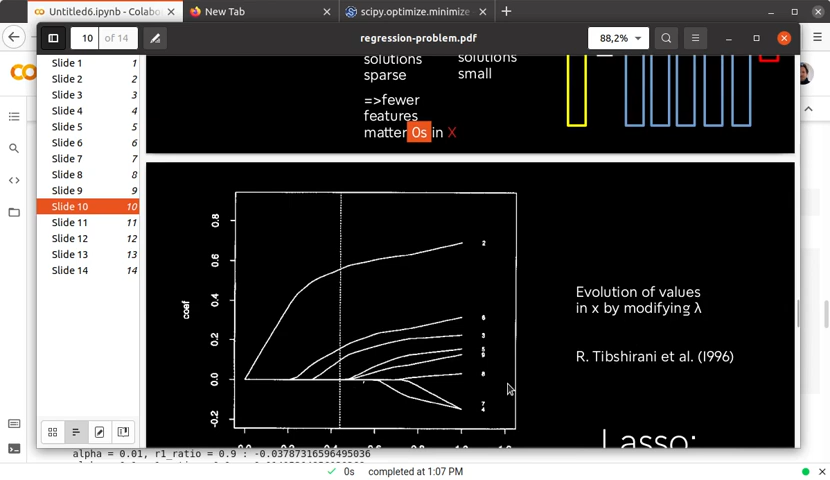 Untitled6.ipynb - Colabo
New Tab
scipy.optimize.minimize
10 of 14
regression-problem.pdf
88,2%
Slide 1 1
Slide 2 2
Slide 3 3
Slide 4 4
Slide 5 5
Slide 6 6
Slide 7 7
Slide 8 8
Slide 9 9
Slide 10 10
Slide 11 11
Slide 12 12
Slide 13 13
Slide 14 14
solutions
sparse
solutions
small
=>fewer
features
matter 0s in X
coef
0.8
0.6
0.4
0.2
0.0
-0.2
2
6
3
5
9
8
7
4
Evolution of values
in x by modifying λ
R. Tibshirani et al. (1996)
Lasso:
alpha = 0.01, r1_ratio = 0.9 : -0.03787316596495036
0s completed at 1:07 PM